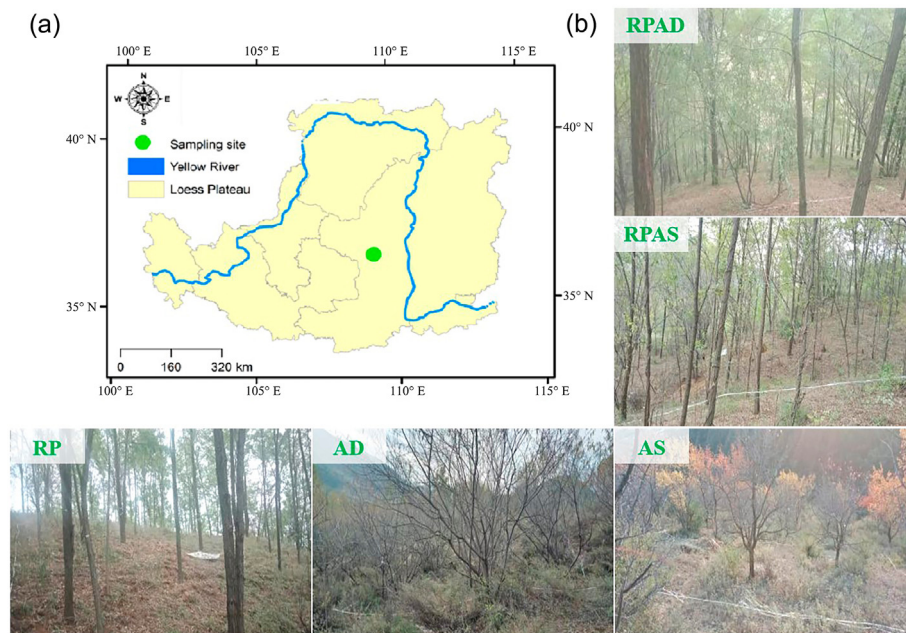 (a)
100° E 105° E 110° E 115° E
N
W E
S
40° N
35° N
Sampling site
Yellow River
Loess Plateau
0 160 320 km
100° E 105° E 110° E 115° E
40° N
35° N
(b)
RPAD
RPAS
RP
AD
AS